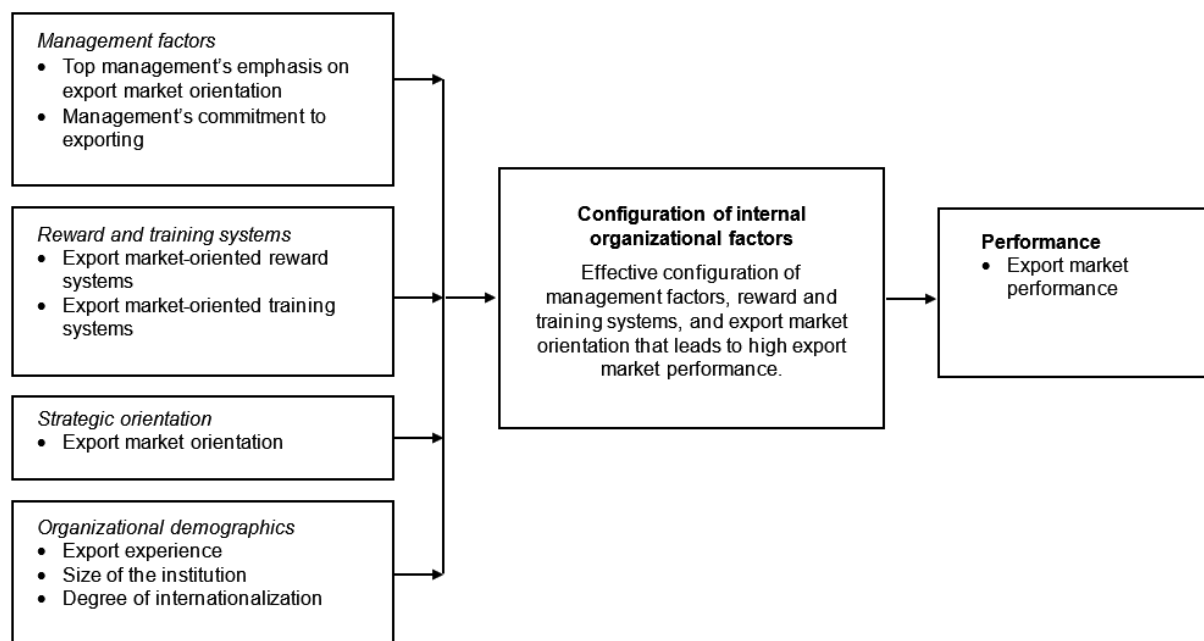 Management factors
• Top management's emphasis on
export market orientation
• Management's commitment to
exporting
Reward and training systems
• Export market-oriented reward
systems
• Export market-oriented training
systems
Strategic orientation
• Export market orientation
Organizational demographics
• Export experience
• Size of the institution
• Degree of internationalization
Configuration of internal
organizational factors
Effective configuration of
management factors, reward and
training systems, and export market
orientation that leads to high export
market performance.
Performance
• Export market
performance